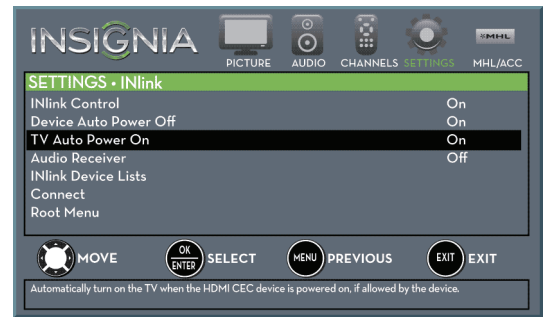 INSIGNIA
PICTURE AUDIO CHANNELS SETTINGS MHL/ACC
MHL
SETTINGS • INlink
INlink Control On
Device Auto Power Off On
TV Auto Power On On
Audio Receiver Off
INlink Device Lists
Connect
Root Menu
MOVE OK ENTER SELECT MENU PREVIOUS EXIT EXIT
Automatically turn on the TV when the HDMI CEC device is powered on, if allowed by the device.